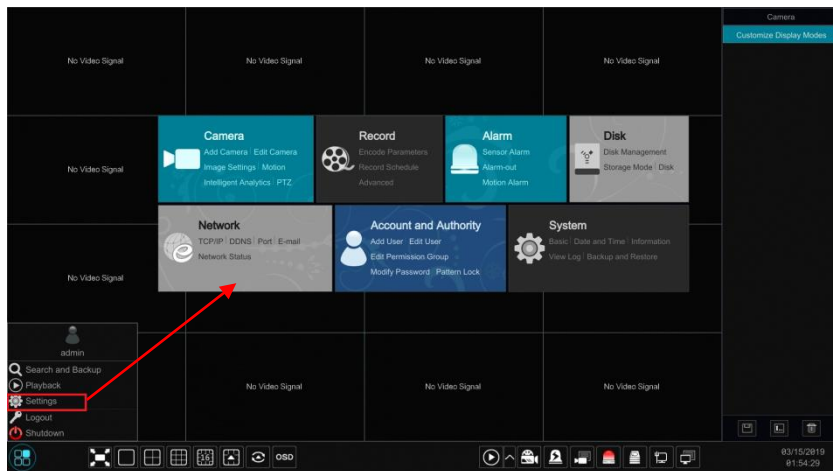 Camera
Customize Display Modes
No Video Signal
No Video Signal
No Video Signal
No Video Signal
No Video Signal
Camera
Add Camera Edit Camera
Image Settings Motion
Intelligent Analytics PTZ
Record
Encode Parameters
Record Schedule
Advanced
Alarm
Sensor Alarm
Alarm-out
Motion Alarm
Disk
Disk Management
Storage Mode Disk
Network
TCP/IP DDNS Port E-mail
Network Status
Account and Authority
Add User Edit User
Edit Permission Group
Modify Password Pattern Lock
System
Basic Date and Time Information
View Log Backup and Restore
No Video Signal
admin
Search and Backup
Playback
Settings
Logout
Shutdown
No Video Signal
No Video Signal
No Video Signal
16
OSD
03/15/2019
01:54:29